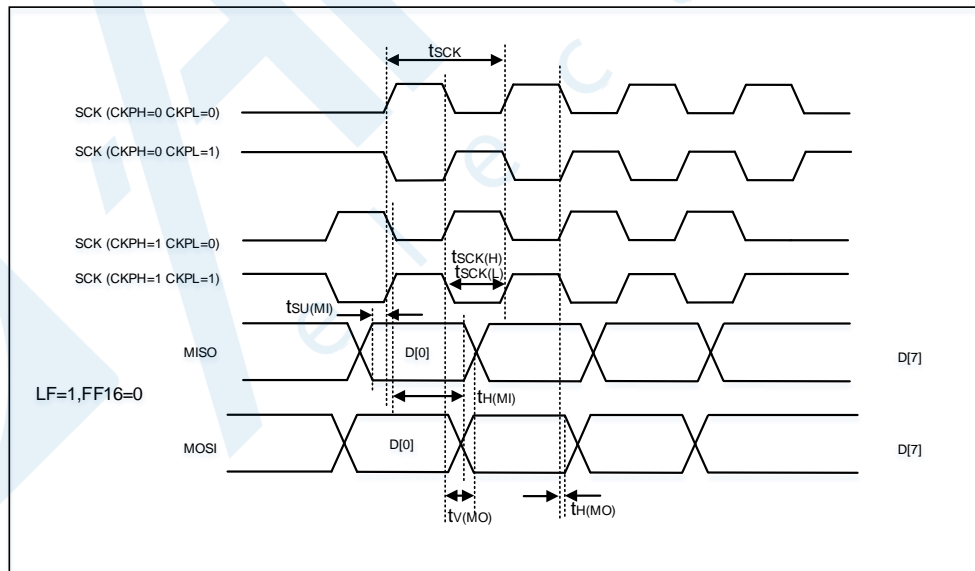 tSCK
SCK (CKPH=0 CKPL=0)
SCK (CKPH=0 CKPL=1)
SCK (CKPH=1 CKPL=0)
tSCK(H)
tSCK(L)
SCK (CKPH=1 CKPL=1)
tSU(MI)
MISO
D[0]
D[7]
LF=1,FF16=0
tH(MI)
MOSI
D[0]
D[7]
tV(MO)
tH(MO)